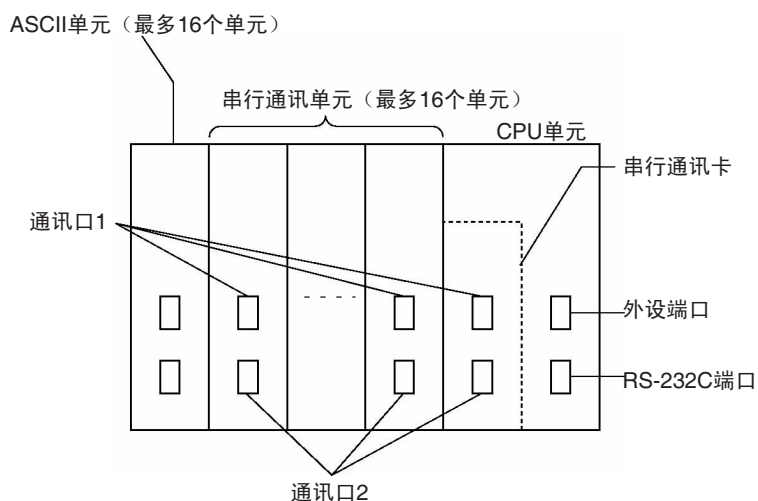 ASCII单元（最多16个单元）
串行通讯单元（最多16个单元）
CPU单元
串行通讯卡
通讯口1
外设端口
RS-232C端口
通讯口2